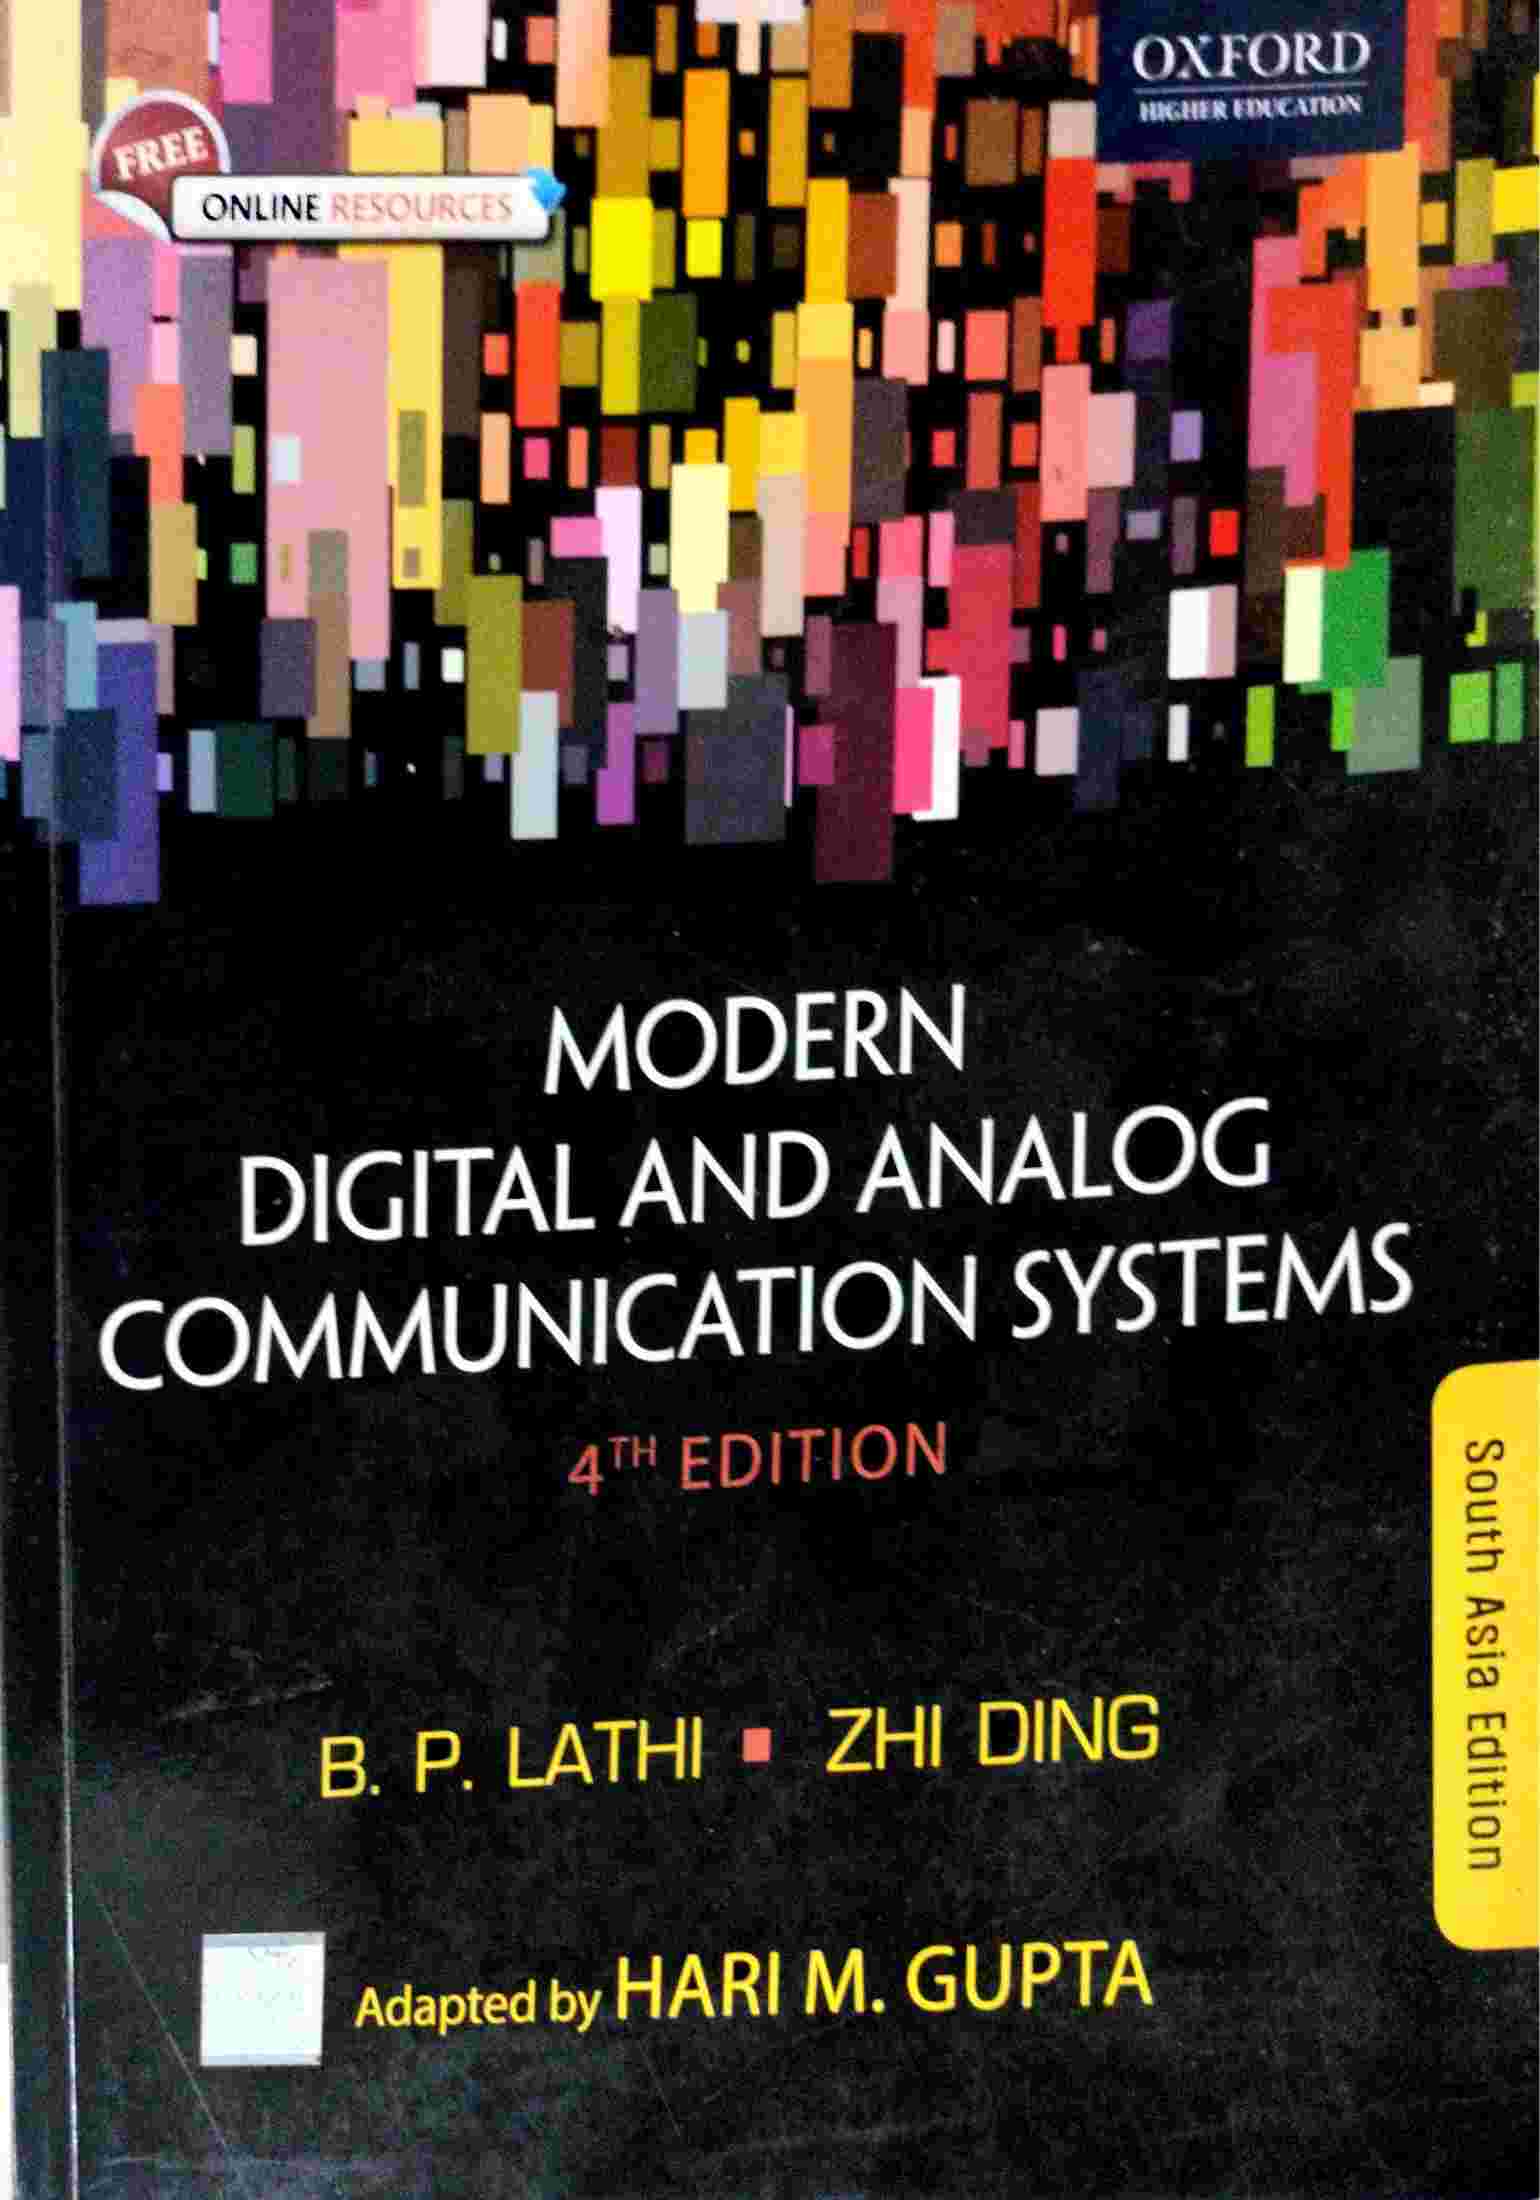 OXFORD
HIGHER EDUCATION
FREE
ONLINE RESOURCES
MODERN
DIGITAL AND ANALOG
COMMUNICATION SYSTEMS
4TH EDITION
South Asia Edition
B. P. LATHI ▪ ZHI DING
Adapted by HARI M. GUPTA